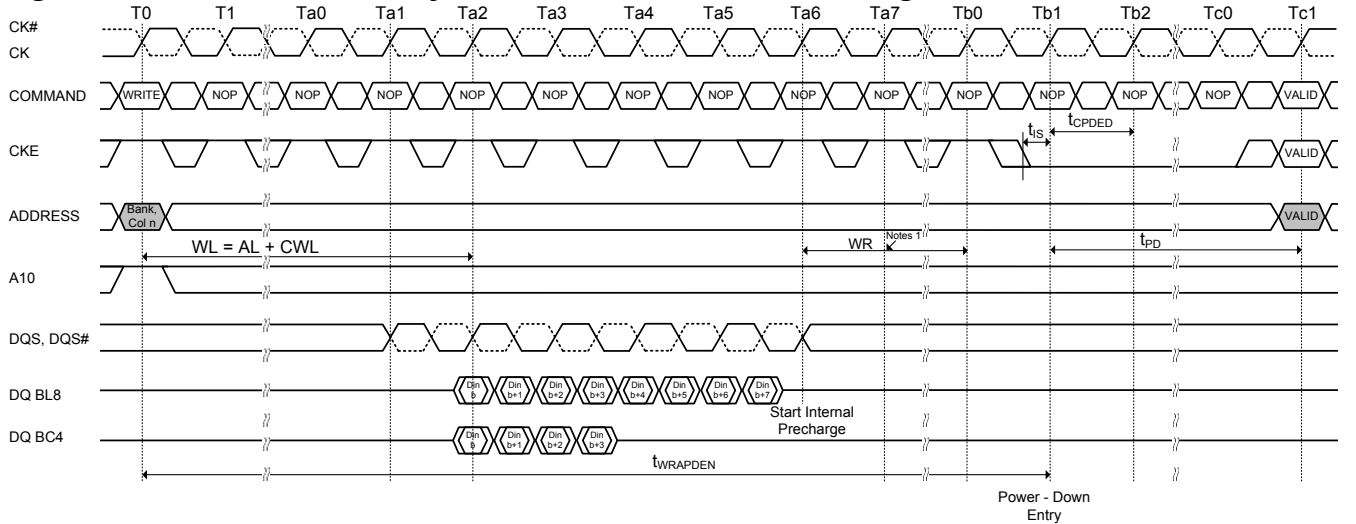 T0 T1 Ta0 Ta1 Ta2 Ta3 Ta4 Ta5 Ta6 Ta7 Tb0 Tb1 Tb2 Tc0 Tc1
CK#
CK
COMMAND WRITE NOP NOP NOP NOP NOP NOP NOP NOP NOP NOP NOP NOP NOP VALID
tIS tCPDED
CKE VALID
ADDRESS Bank, Col n VALID
WL = AL + CWL WR Notes 1 tPD
A10
DQS, DQS#
DQ BL8 Din b Din b+1 Din b+2 Din b+3 Din b+4 Din b+5 Din b+6 Din b+7
Start Internal
Precharge
DQ BC4 Din b Din b+1 Din b+2 Din b+3
tWRAPDEN
Power - Down
Entry